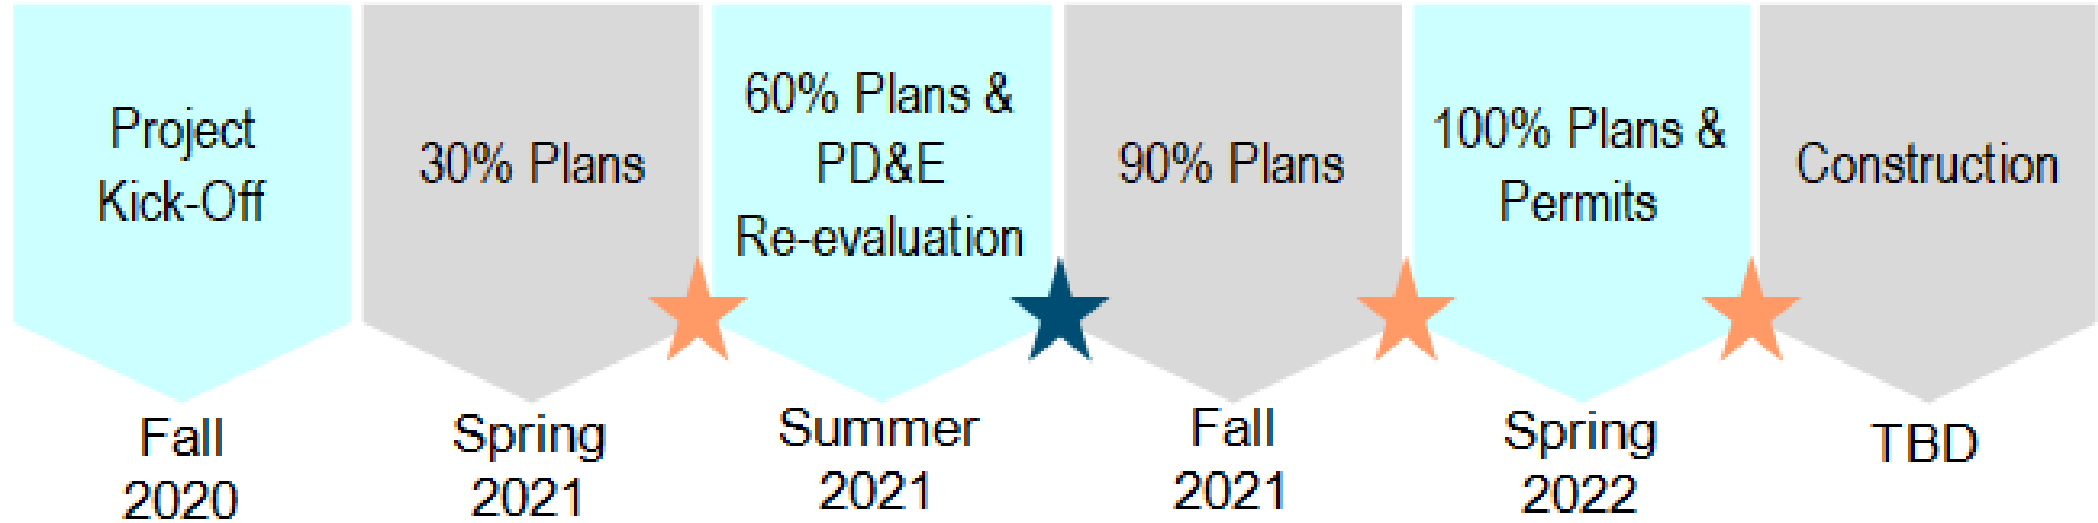 Project
Kick-Off
30% Plans
60% Plans &
PD&E
Re-evaluation
90% Plans
100% Plans &
Permits
Construction
Fall
2020
Spring
2021
Summer
2021
Fall
2021
Spring
2022
TBD